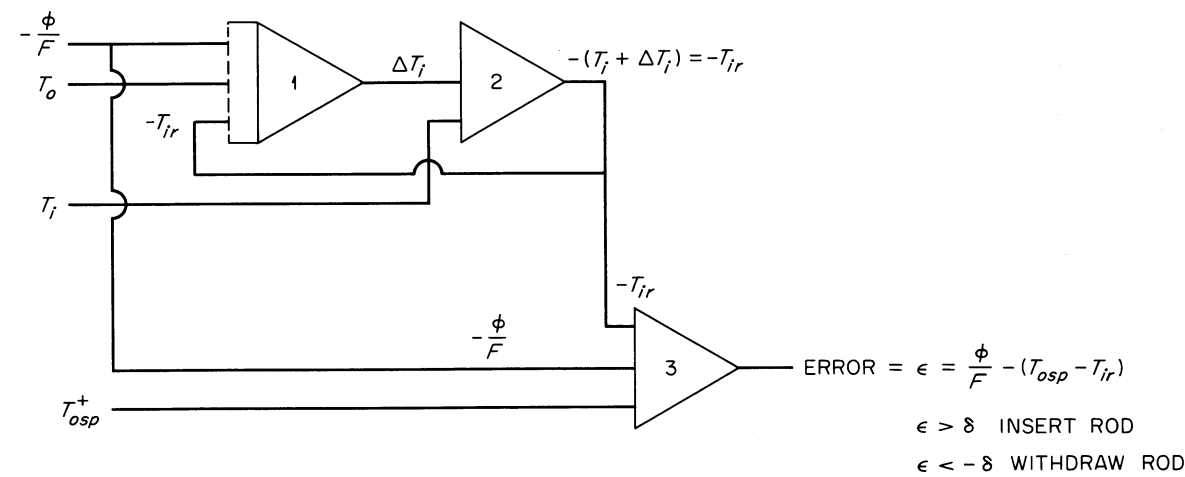 -ϕ/F
T_o
-T_ir
T_i
1
ΔT_i
2
-(T_i + ΔT_i) = -T_ir
-T_ir
-ϕ/F
T_osp^+
3
ERROR = ϵ = ϕ/F - (T_osp - T_ir)
ϵ > δ INSERT ROD
ϵ < -δ WITHDRAW ROD